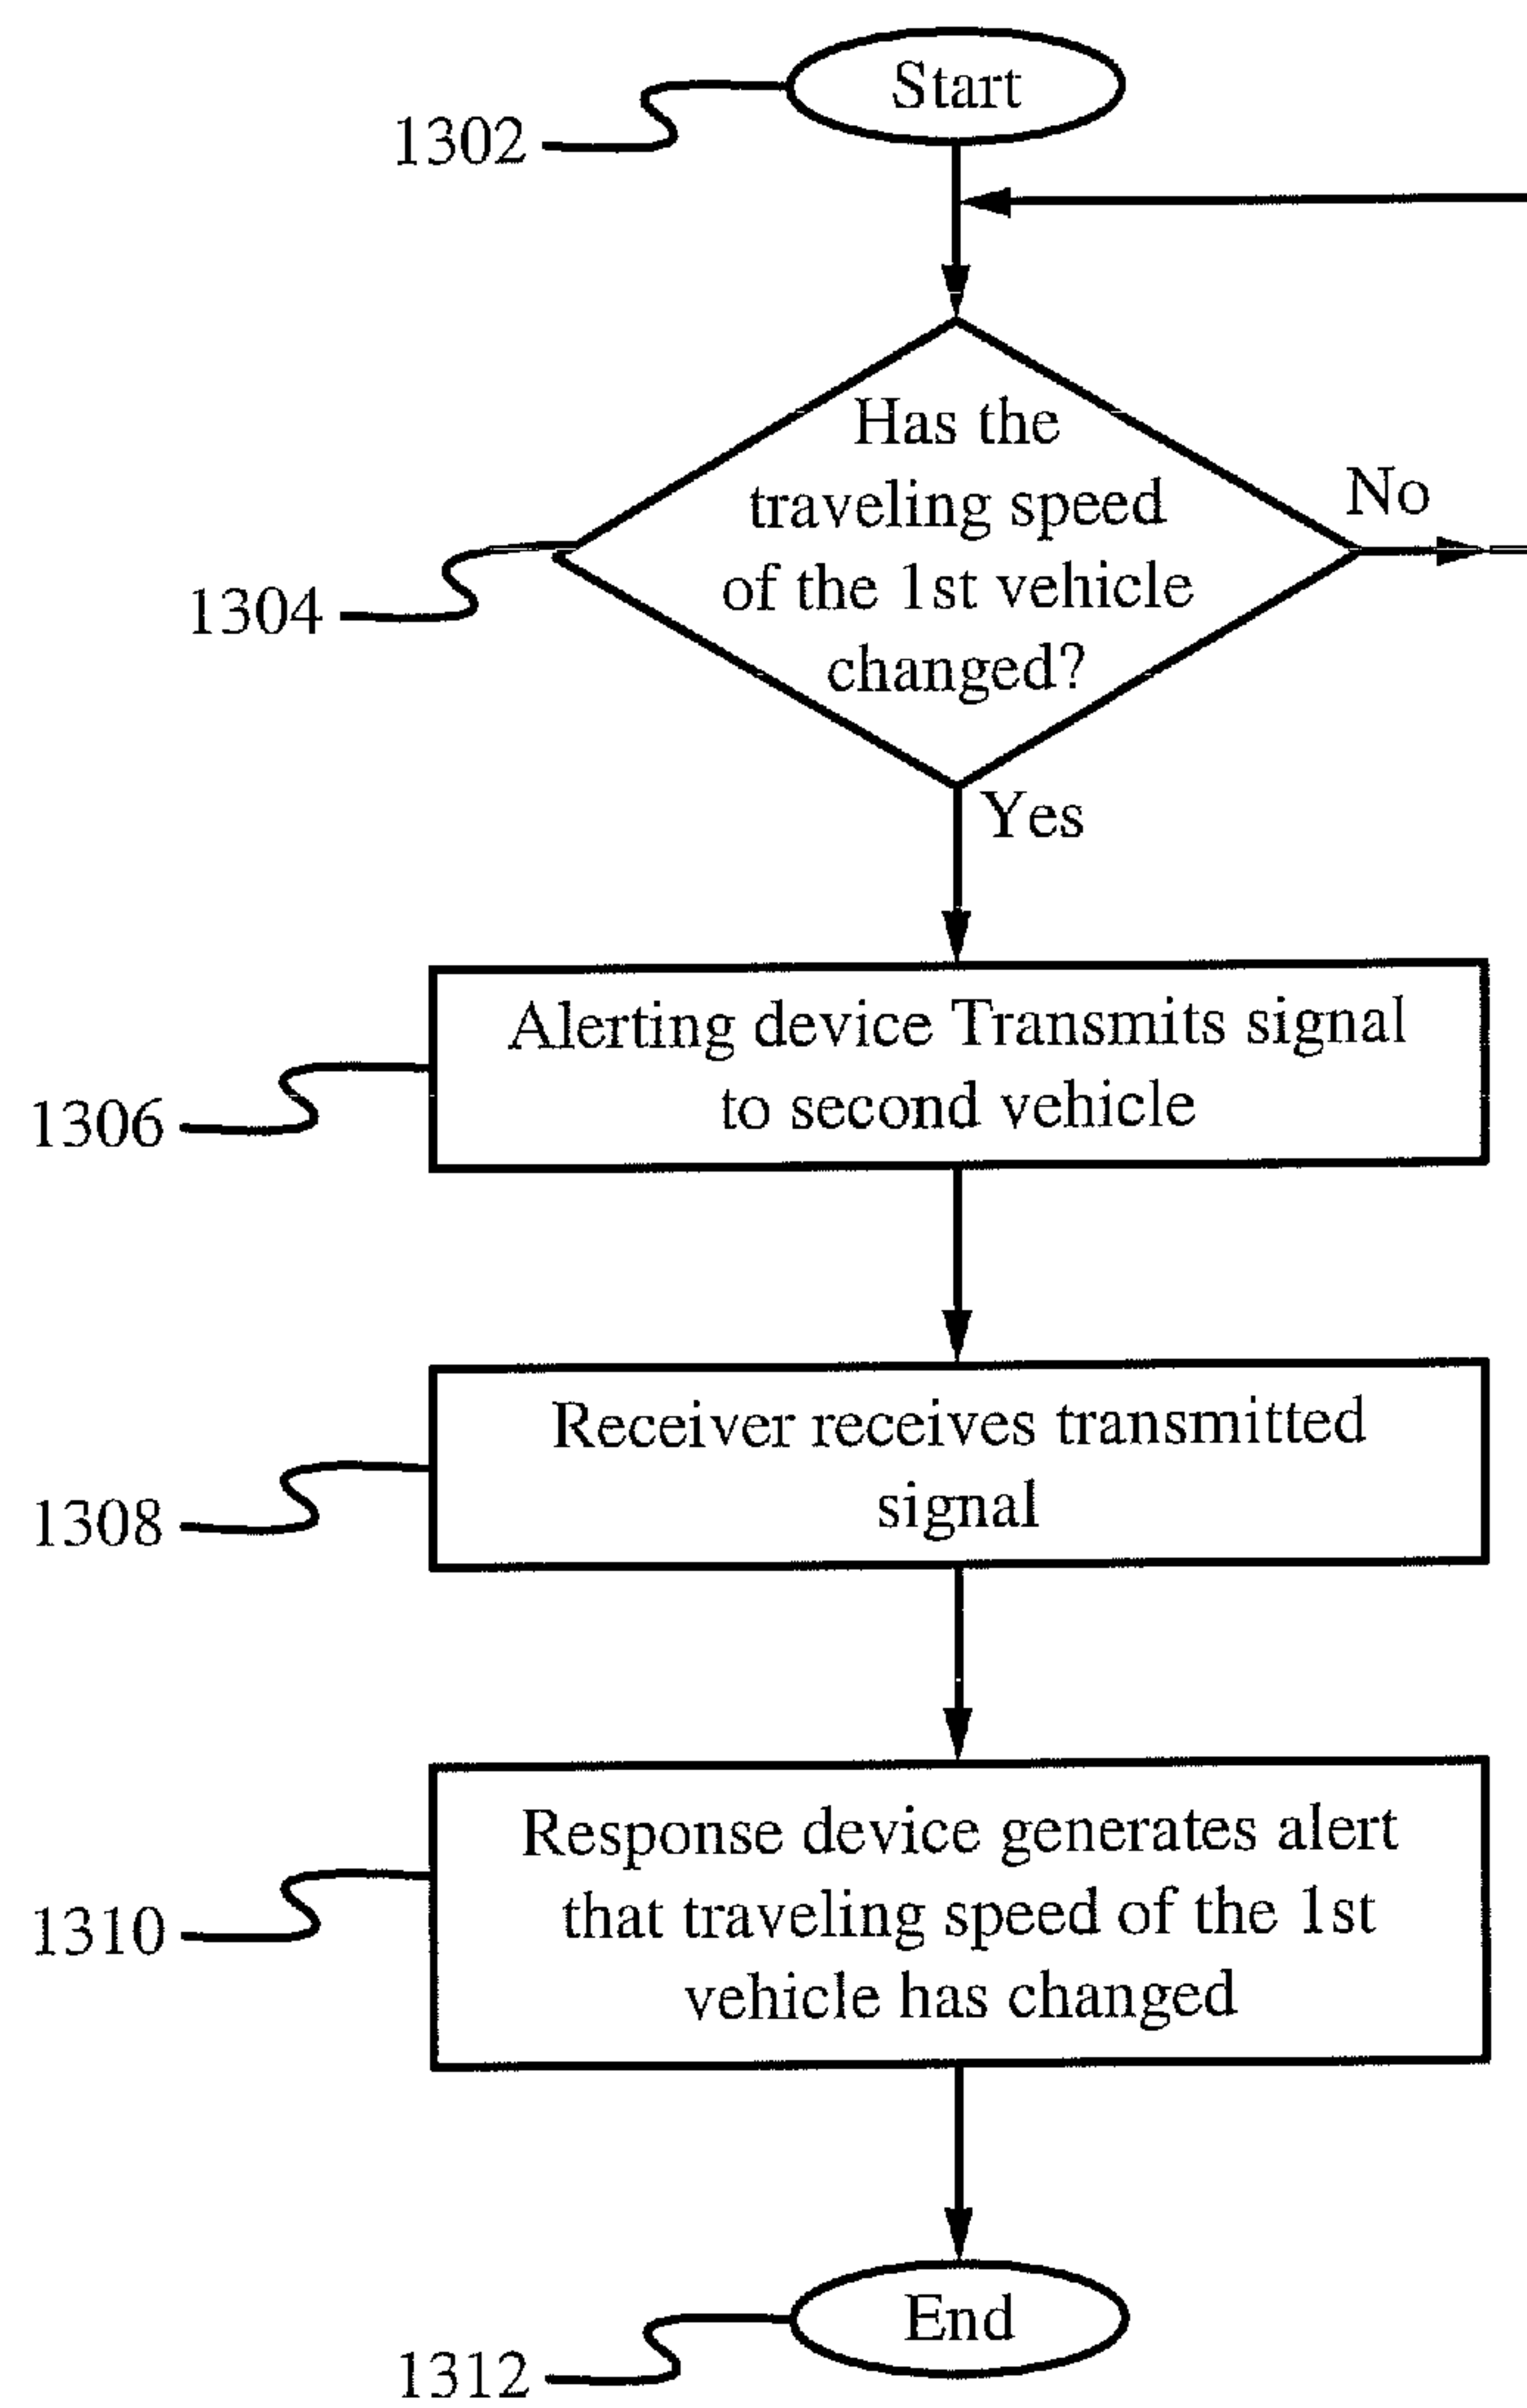 Start
1302
Has the
traveling speed
of the 1st vehicle
changed?
No
1304
Yes
Alerting device Transmits signal
to second vehicle
1306
Receiver receives transmitted
signal
1308
Response device generates alert
that traveling speed of the 1st
vehicle has changed
1310
End
1312